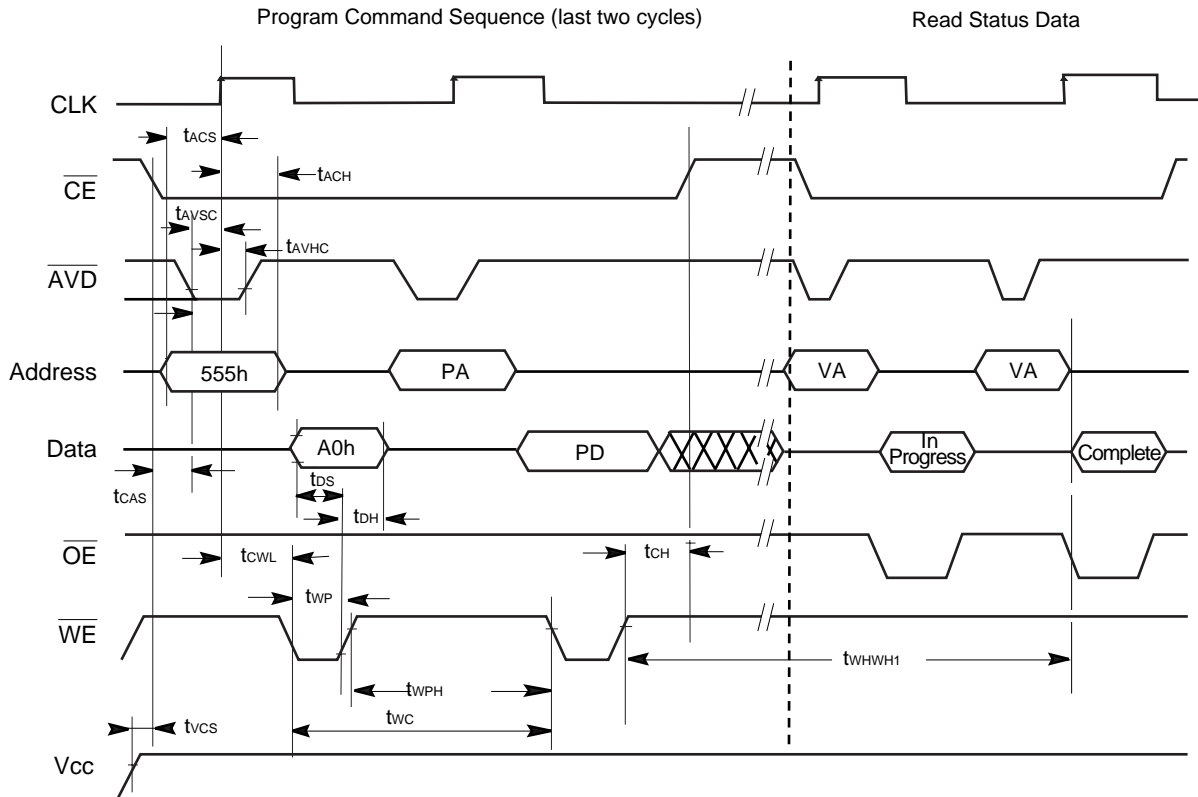 Program Command Sequence (last two cycles)
Read Status Data
CLK
tACS
CE
tACH
tAVSC
tAVHC
AVD
Address
555h
PA
VA
VA
Data
A0h
PD
In
Progress
Complete
tCAS
tDS
tDH
OE
tCWL
tCH
tWP
WE
tWHWH1
tWPH
tVCS
tWC
Vcc